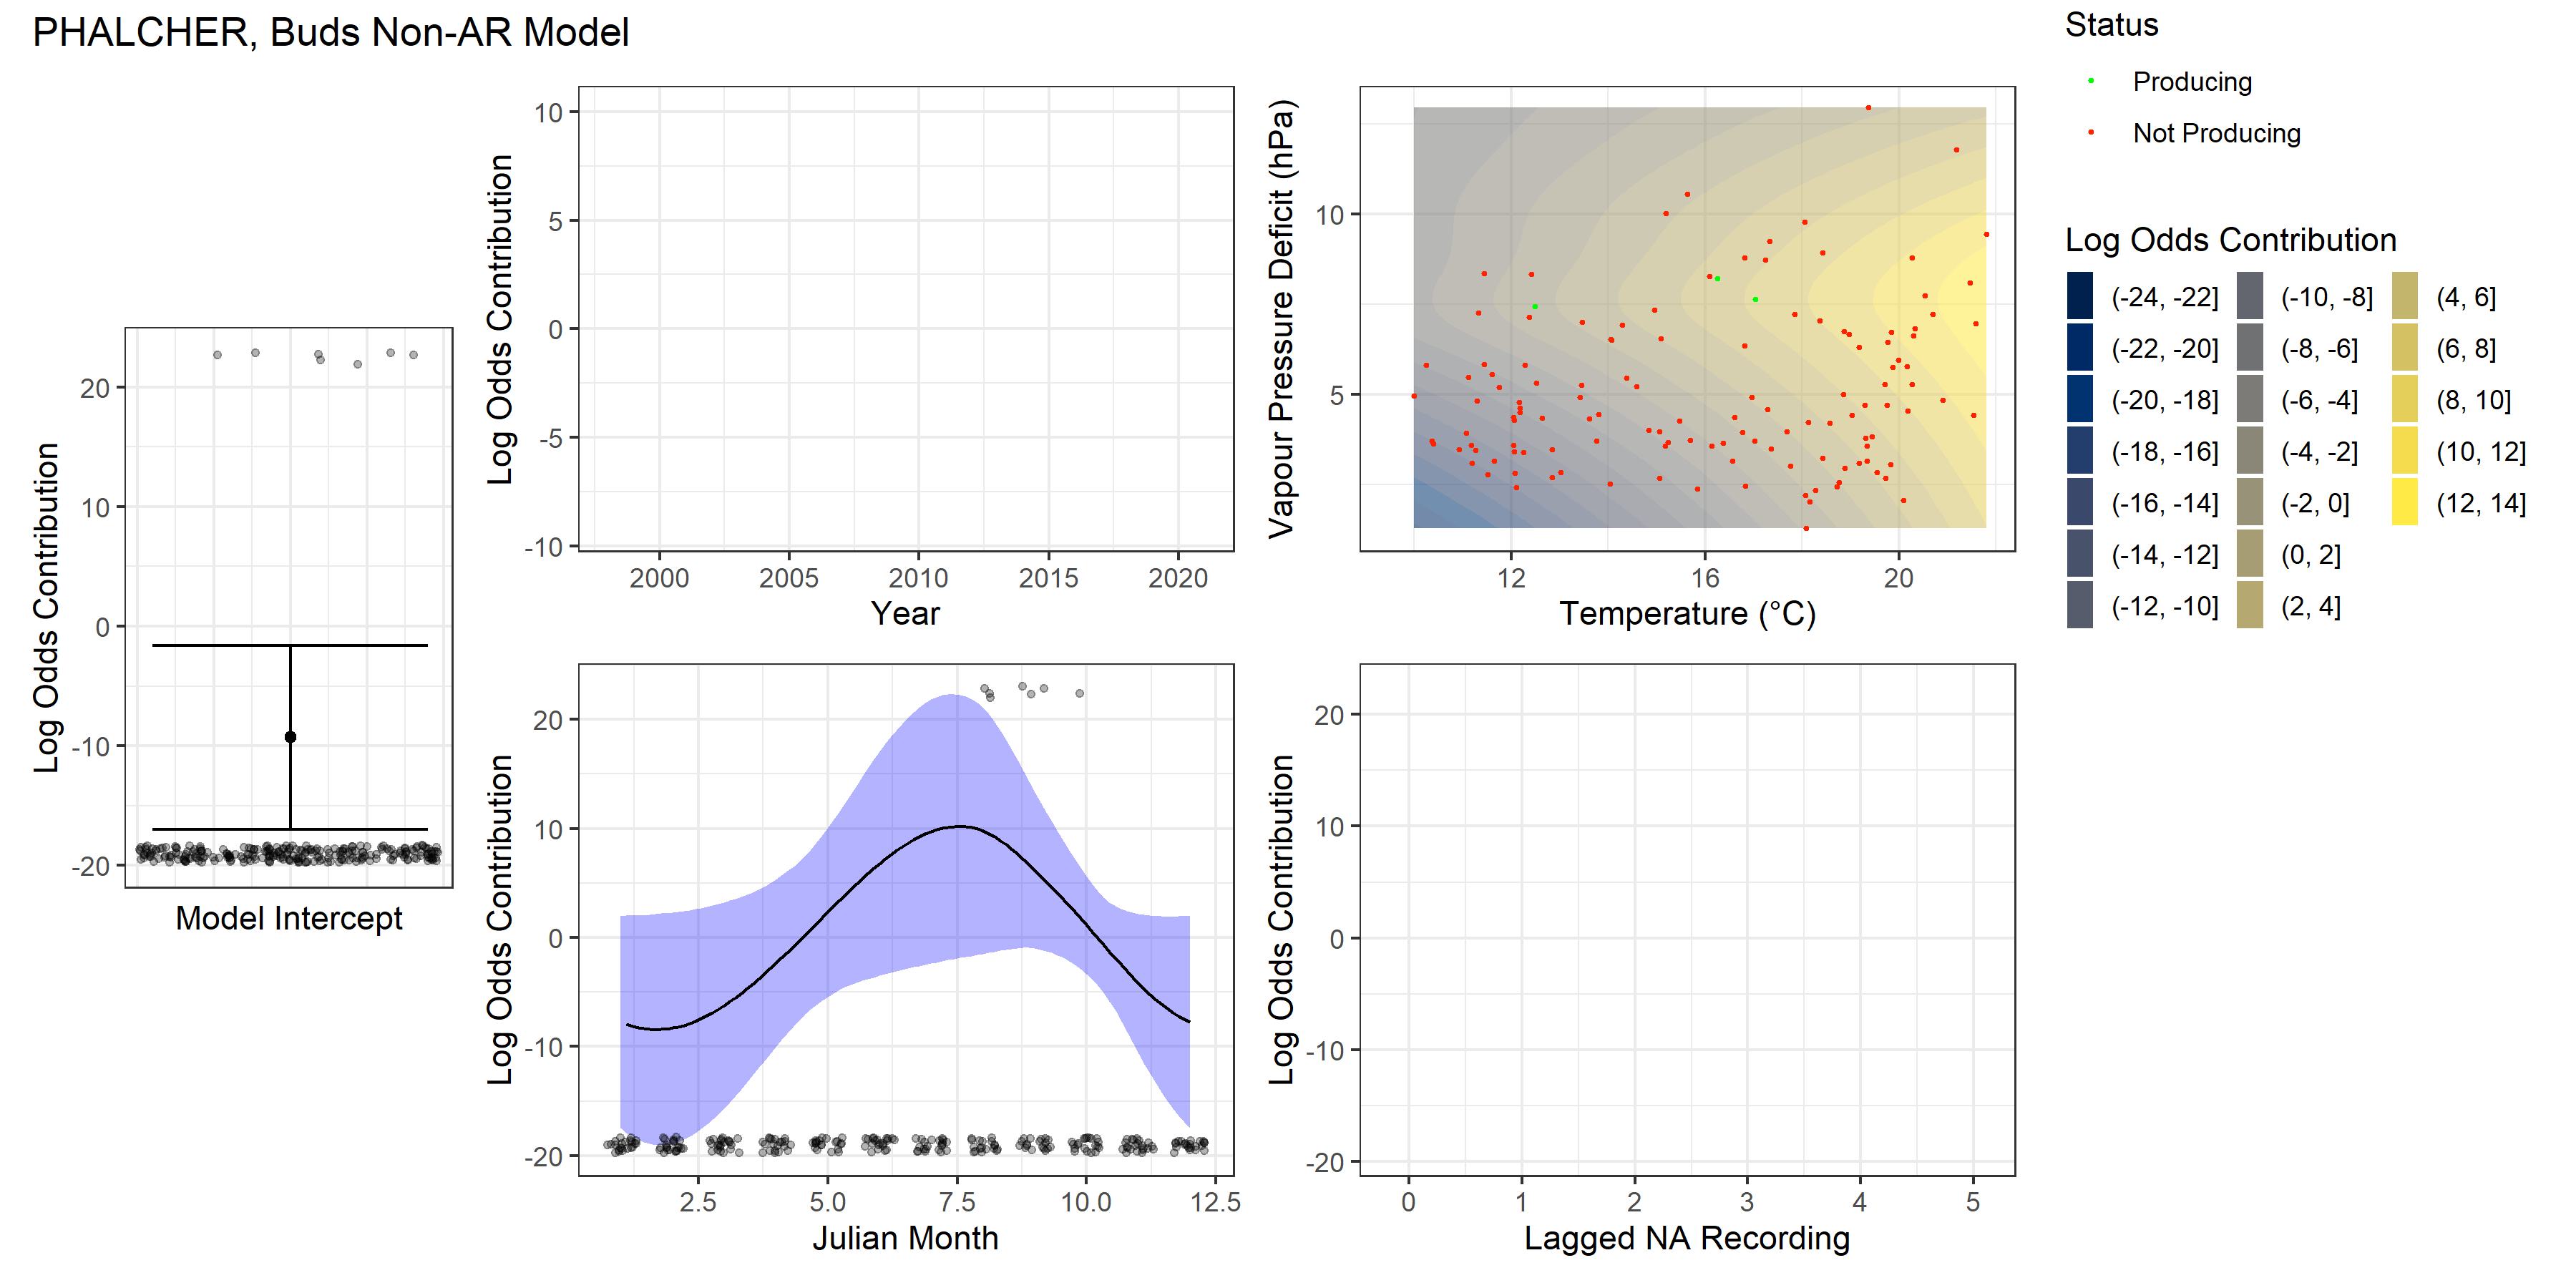 PHALCHER, Buds Non-AR Model
Log Odds Contribution
20
10
0
-10
-20
Model Intercept
Log Odds Contribution
10
5
0
-5
-10
2000 2005 2010 2015 2020
Year
Vapour Pressure Deficit (hPa)
10
5
12 16 20
Temperature (°C)
Log Odds Contribution
20
10
0
-10
-20
2.5 5.0 7.5 10.0 12.5
Julian Month
Log Odds Contribution
20
10
0
-10
-20
0 1 2 3 4 5
Lagged NA Recording
Status
Producing
Not Producing
Log Odds Contribution
(-24, -22] (-10, -8] (4, 6]
(-22, -20] (-8, -6] (6, 8]
(-20, -18] (-6, -4] (8, 10]
(-18, -16] (-4, -2] (10, 12]
(-16, -14] (-2, 0] (12, 14]
(-14, -12] (0, 2]
(-12, -10] (2, 4]